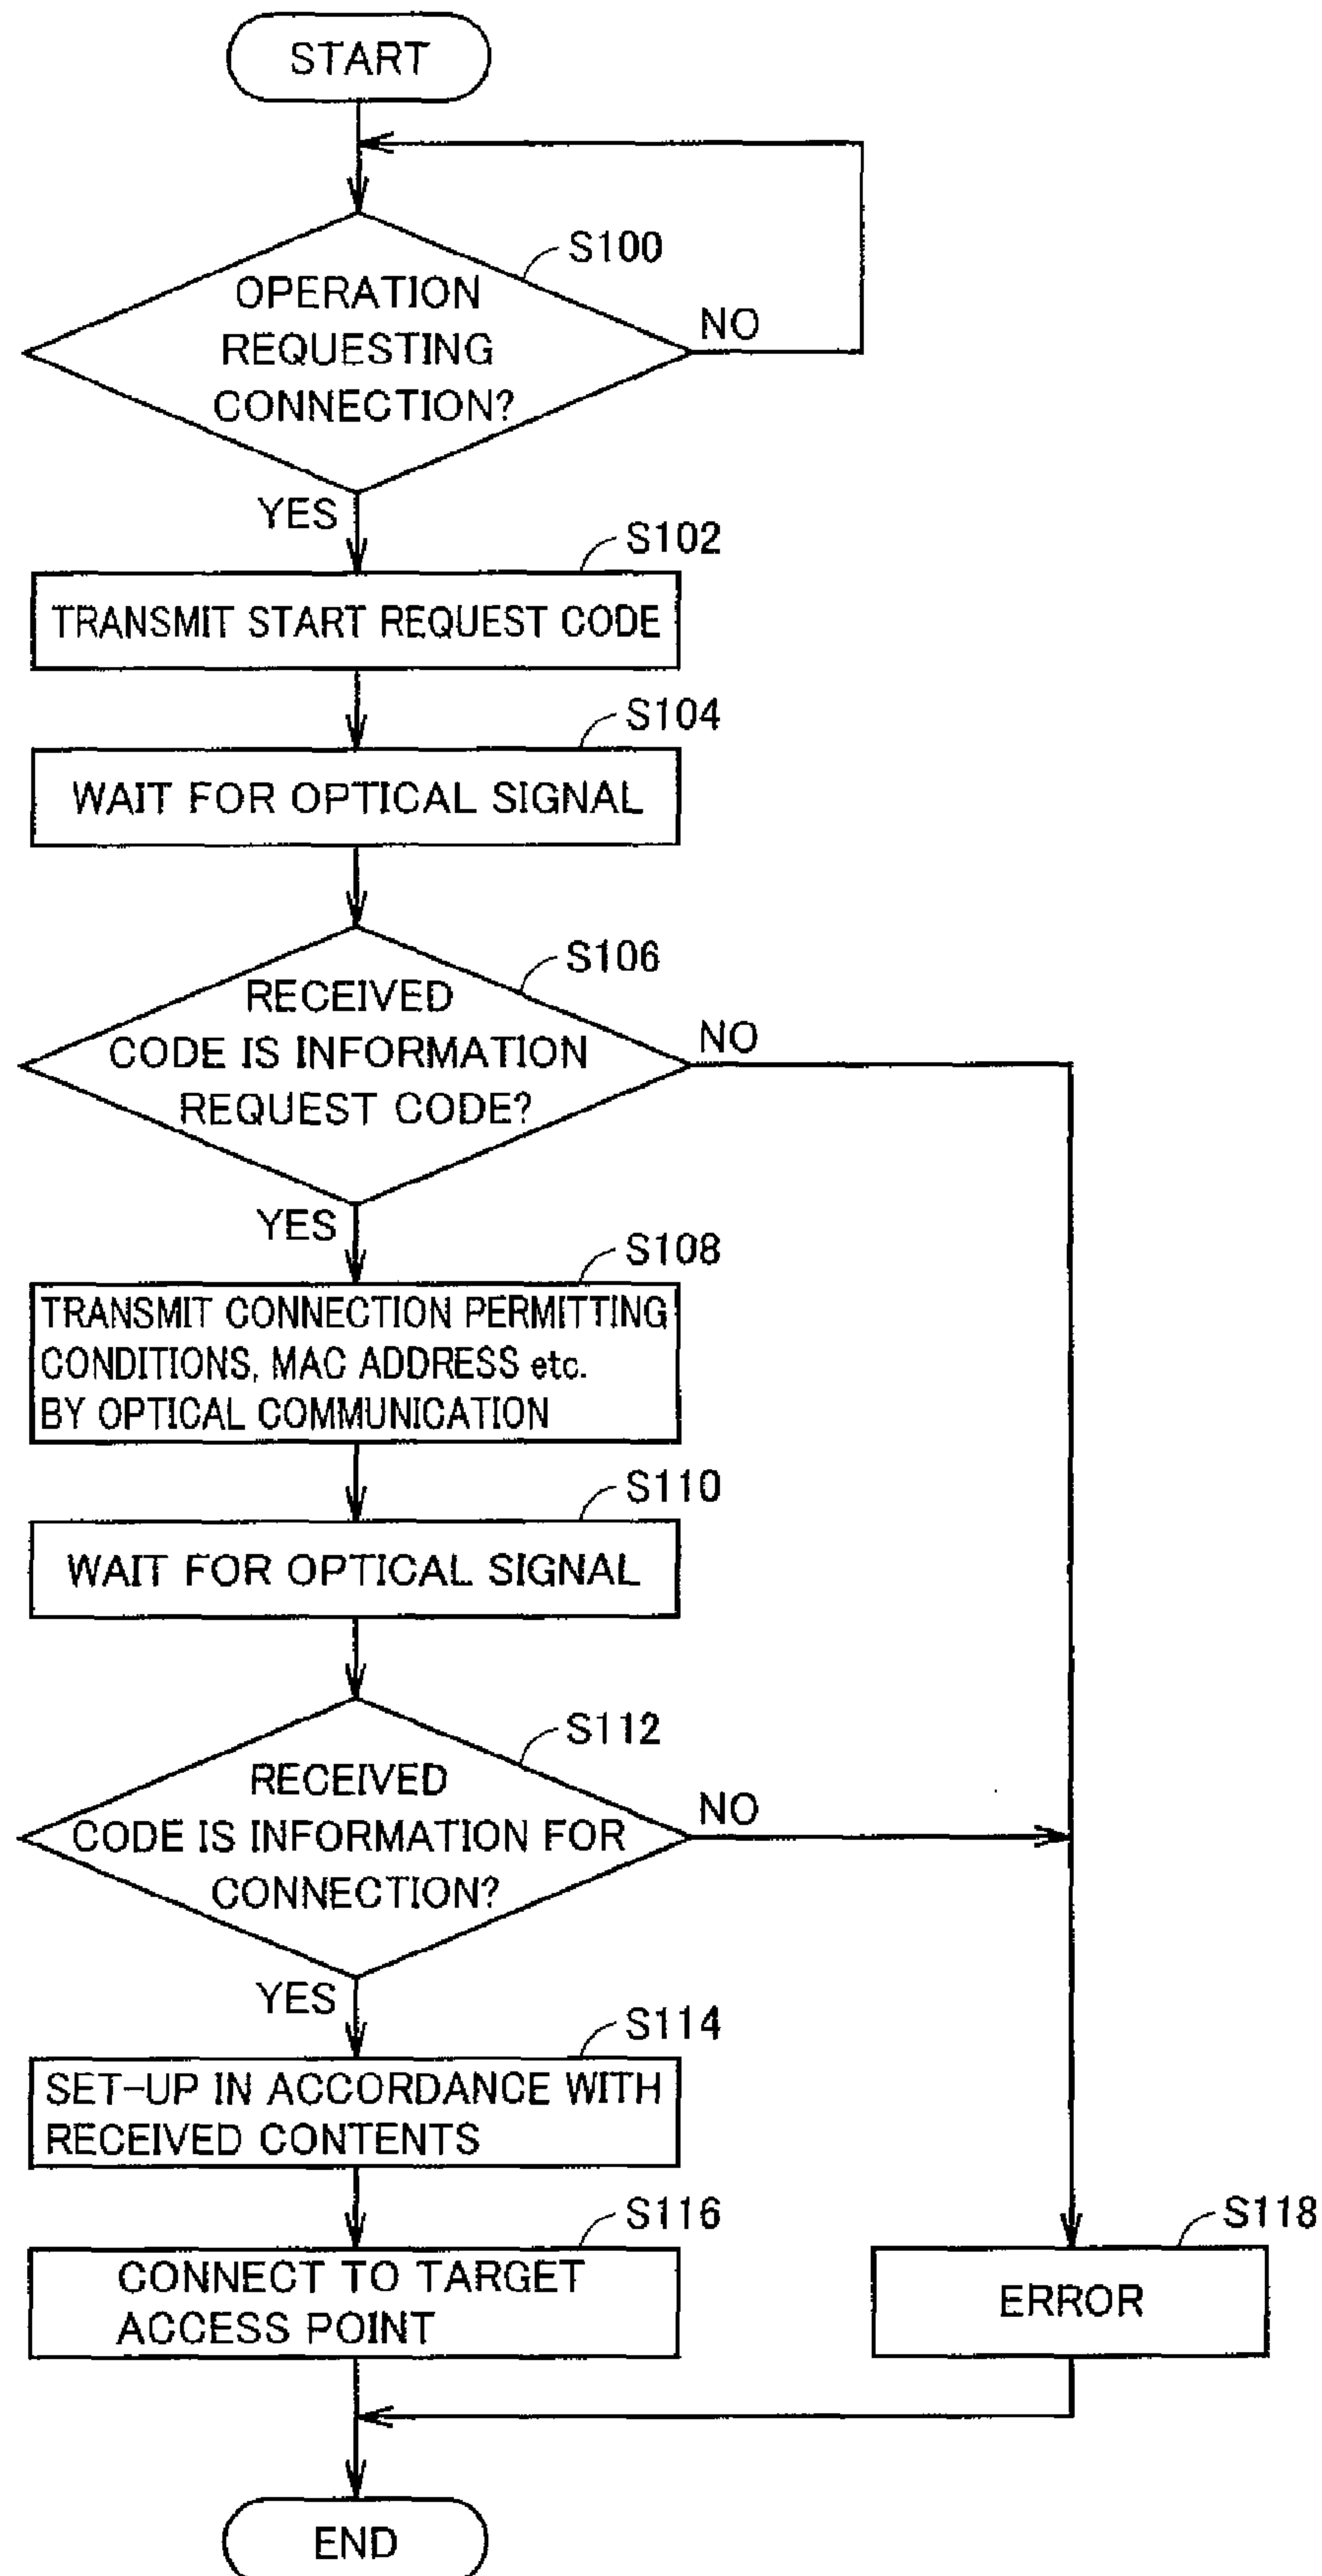 START
S100
OPERATION
REQUESTING
CONNECTION?
NO
YES
S102
TRANSMIT START REQUEST CODE
S104
WAIT FOR OPTICAL SIGNAL
S106
RECEIVED
CODE IS INFORMATION
REQUEST CODE?
NO
YES
S108
TRANSMIT CONNECTION PERMITTING
CONDITIONS, MAC ADDRESS etc.
BY OPTICAL COMMUNICATION
S110
WAIT FOR OPTICAL SIGNAL
S112
RECEIVED
CODE IS INFORMATION FOR
CONNECTION?
NO
YES
S114
SET-UP IN ACCORDANCE WITH
RECEIVED CONTENTS
S116
CONNECT TO TARGET
ACCESS POINT
S118
ERROR
END